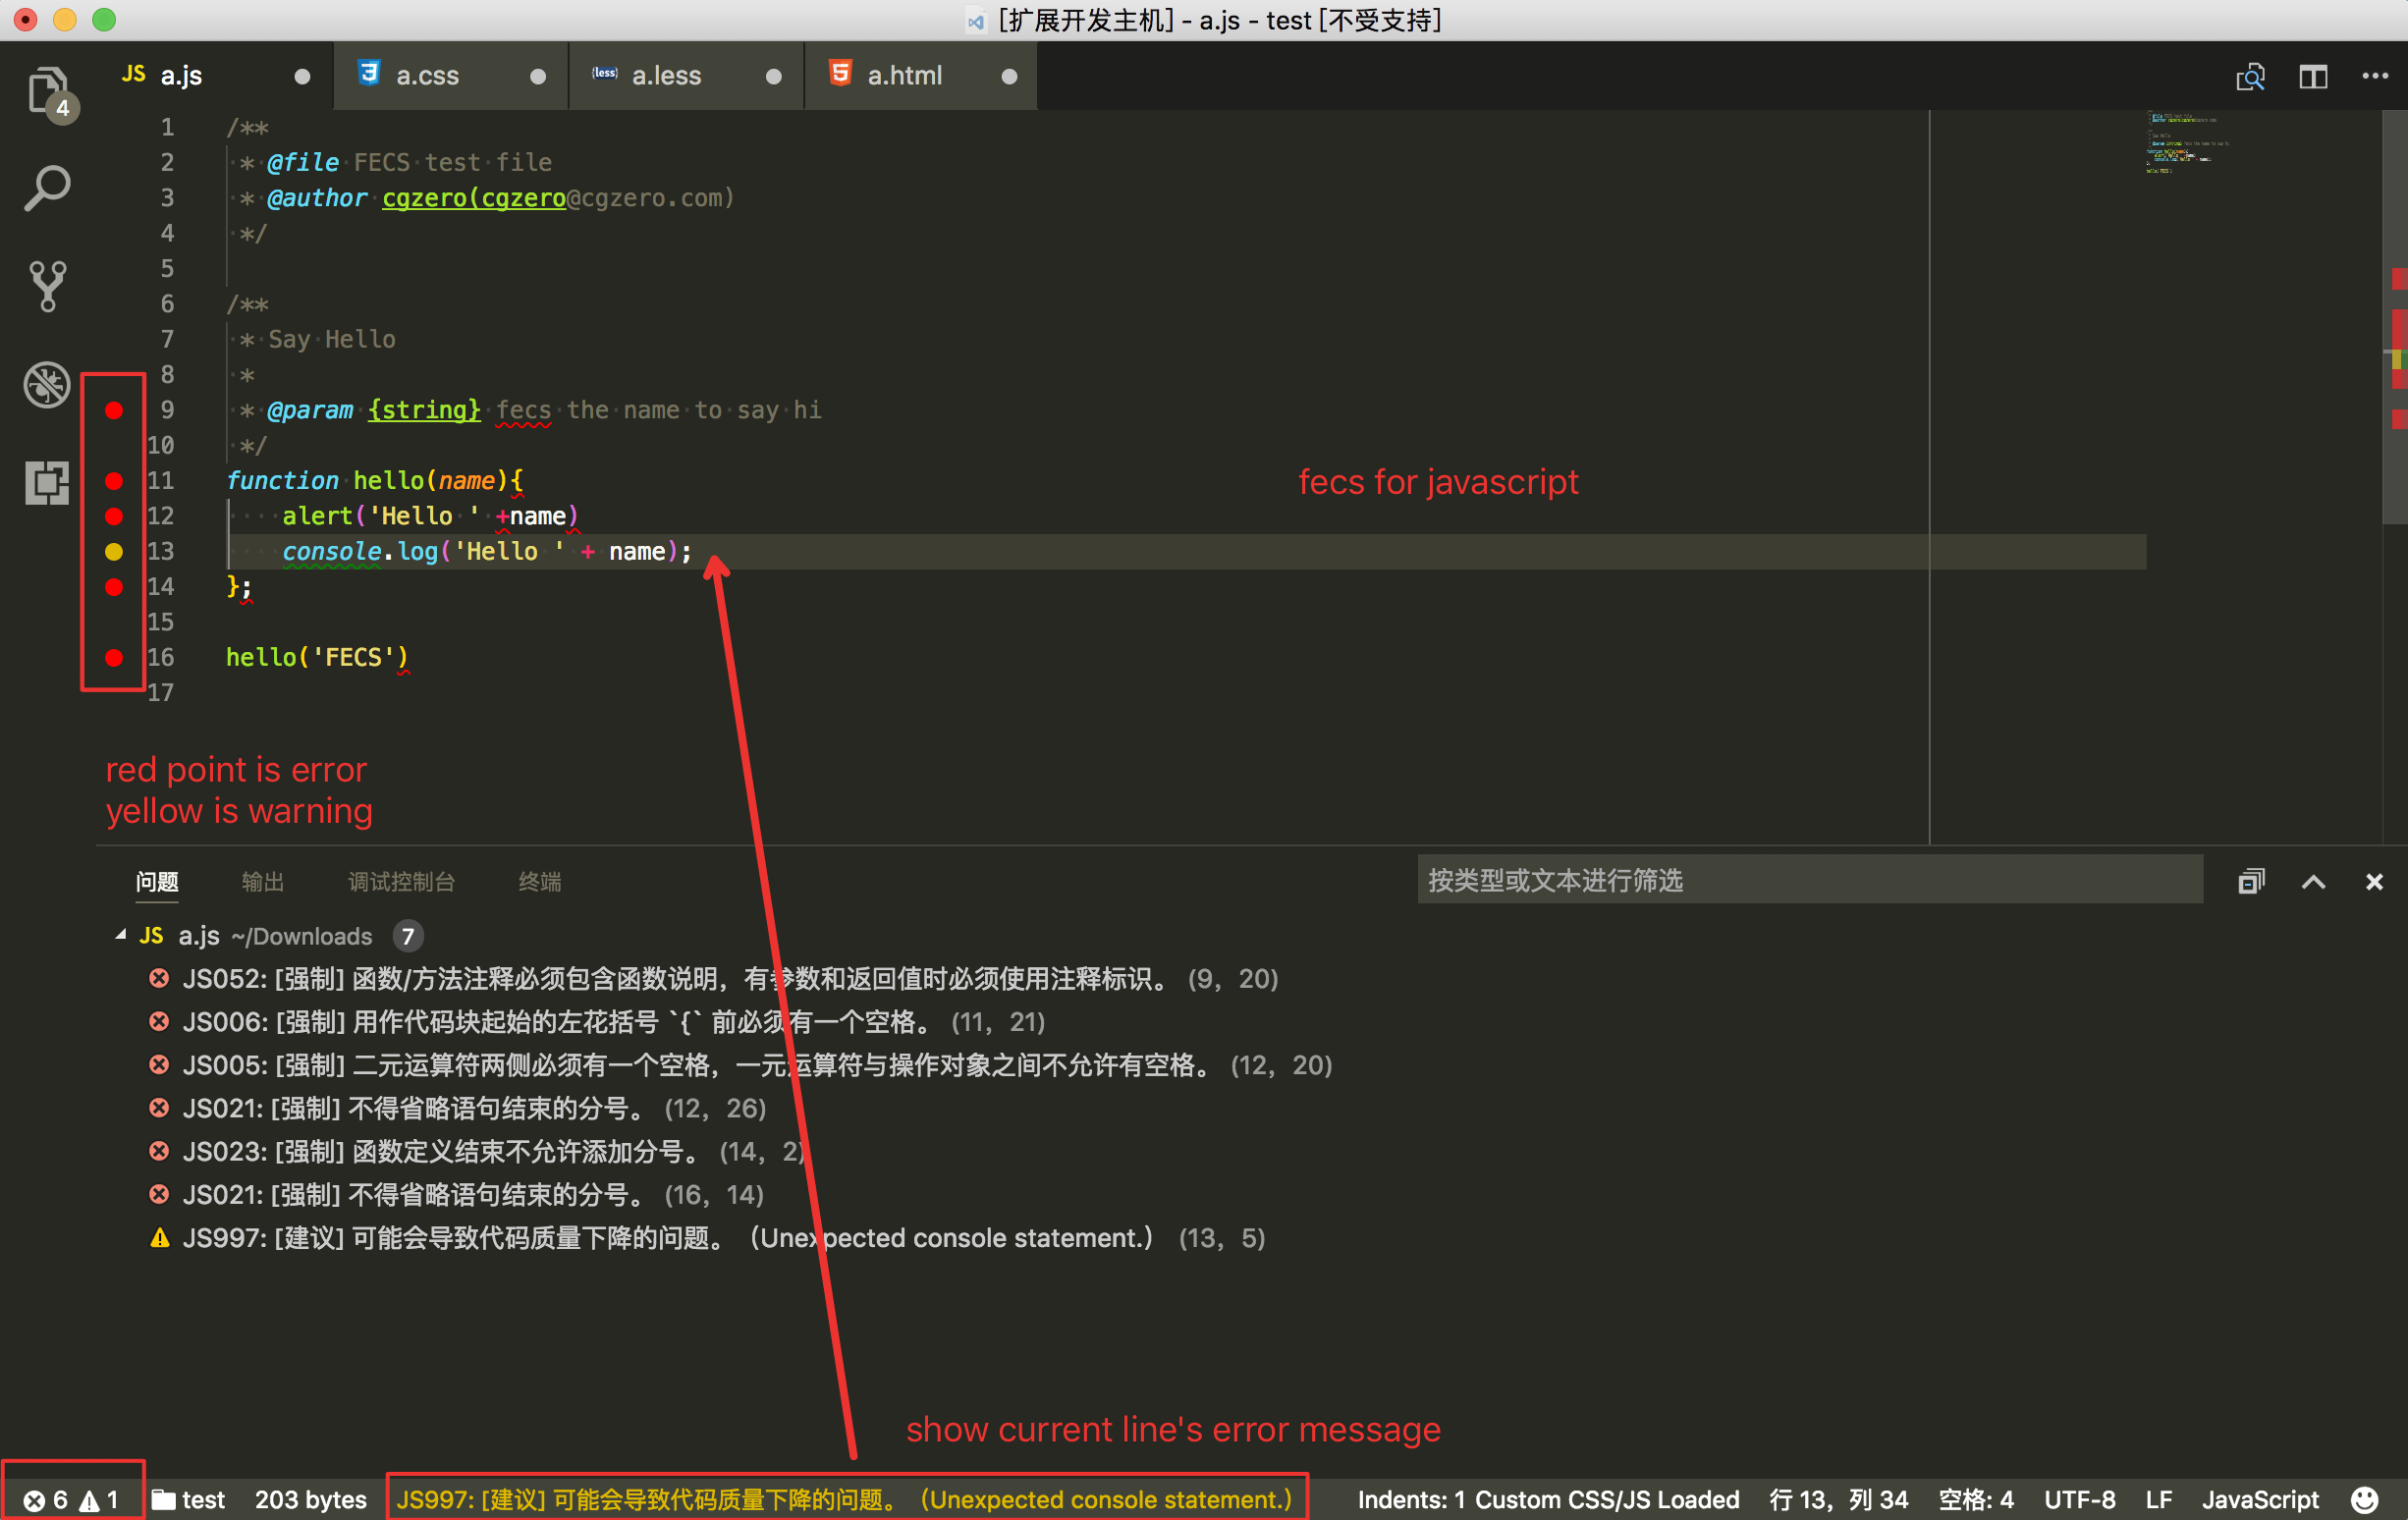 [扩展开发主机] - a.js - test [不受支持]
JS a.js
a.css
{less} a.less
a.html
4
1 /**
2 * @file FECS test file
3 * @author cgzero(cgzero@cgzero.com)
4 */
5
6 /**
7 * Say Hello
8 *
9 * @param {string} fecs the name to say hi
10 */
11 function hello(name){
12 alert('Hello ' +name)
13 console.log('Hello ' + name);
14 };
15
16 hello('FECS')
17
fecs for javascript
red point is error
yellow is warning
问题 输出 调试控制台 终端
按类型或文本进行筛选
JS a.js ~/Downloads 7
JS052: [强制] 函数/方法注释必须包含函数说明，有参数和返回值时必须使用注释标识。 (9，20)
JS006: [强制] 用作代码块起始的左花括号 `{` 前必须有一个空格。 (11，21)
JS005: [强制] 二元运算符两侧必须有一个空格，一元运算符与操作对象之间不允许有空格。 (12，20)
JS021: [强制] 不得省略语句结束的分号。 (12，26)
JS023: [强制] 函数定义结束不允许添加分号。 (14，2)
JS021: [强制] 不得省略语句结束的分号。 (16，14)
JS997: [建议] 可能会导致代码质量下降的问题。（Unexpected console statement.） (13，5)
show current line's error message
6 1 test 203 bytes JS997: [建议] 可能会导致代码质量下降的问题。（Unexpected console statement.） Indents: 1 Custom CSS/JS Loaded 行 13，列 34 空格: 4 UTF-8 LF JavaScript